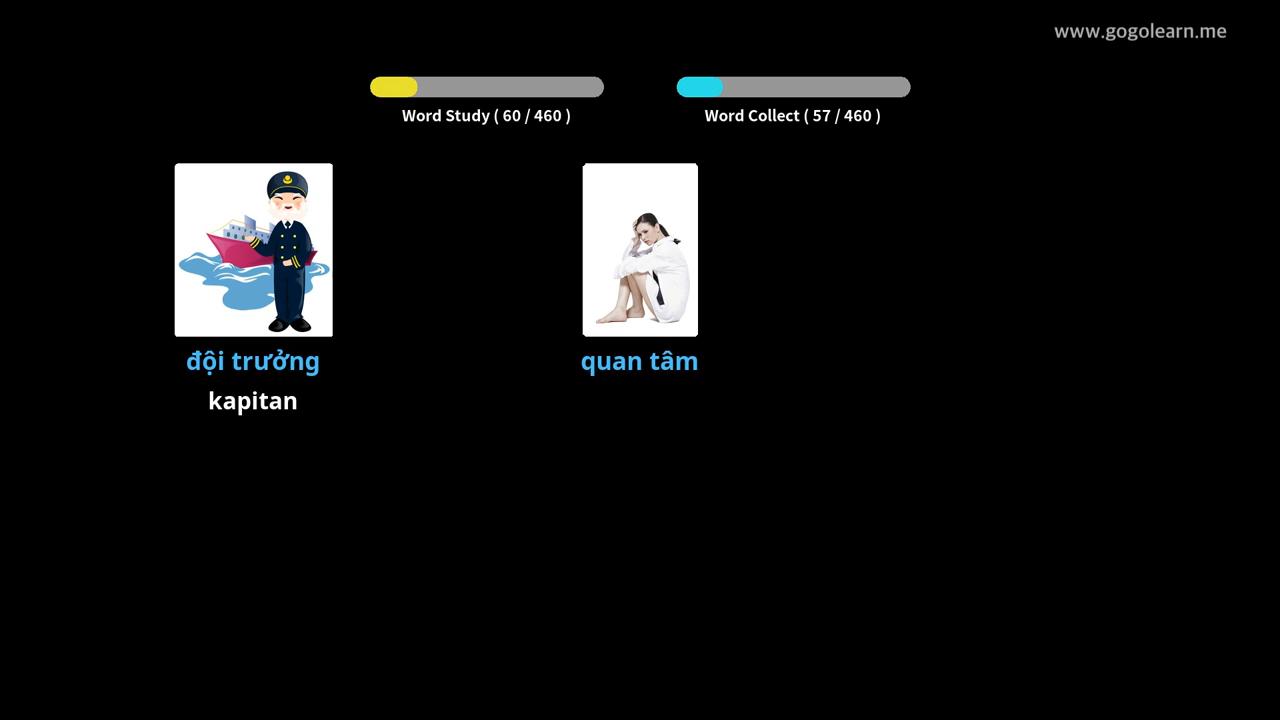 www.gogolearn.me
Word Study ( 60 / 460 )
Word Collect ( 57 / 460 )
đội trưởng
kapitan
quan tâm